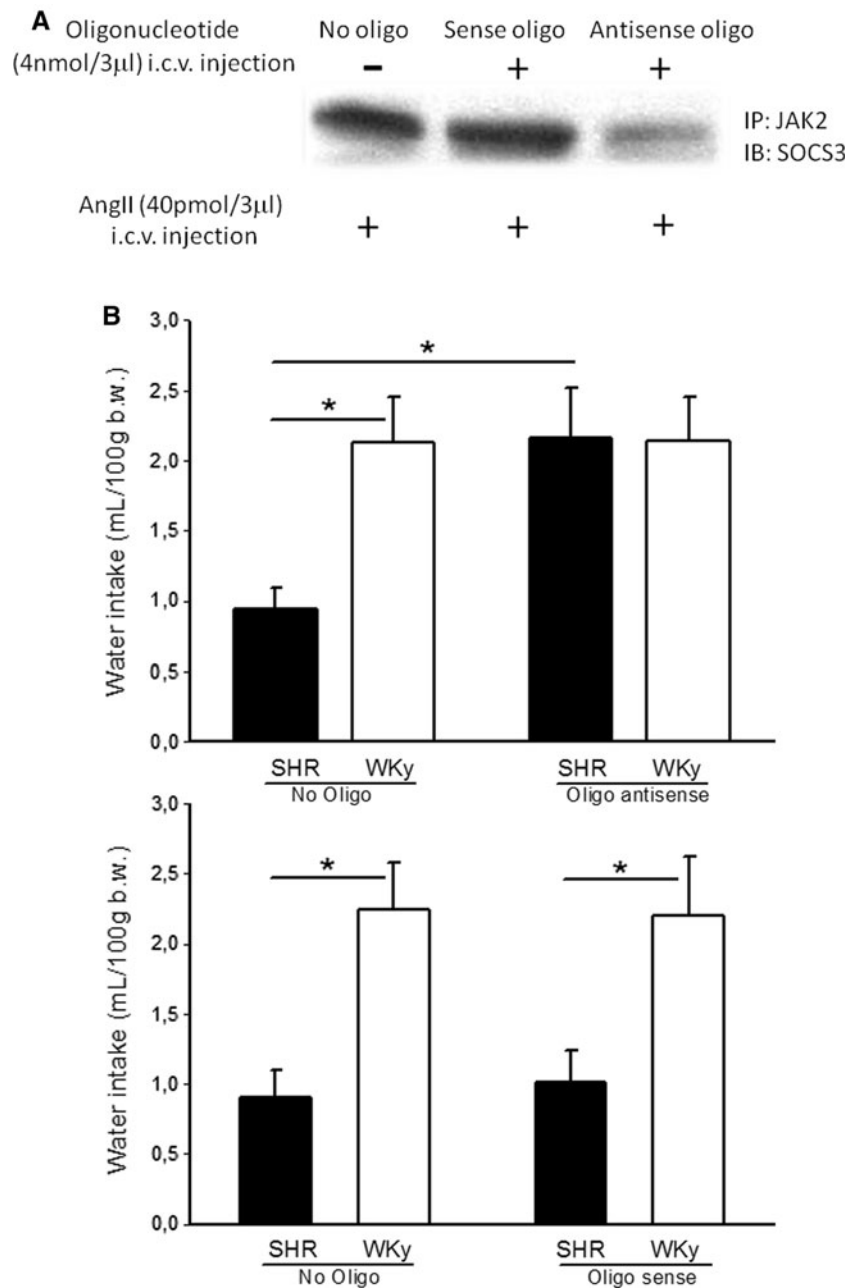 A
Oligonucleotide No oligo Sense oligo Antisense oligo
(4nmol/3µl) i.c.v. injection - + +
IP: JAK2
IB: SOCS3
AngII (40pmol/3µl)
i.c.v. injection + + +
B
Water intake (mL/100g b.w.)
3,0
2,5
2,0
1,5
1,0
0,5
0,0
*
*
SHR WKy SHR WKy
No Oligo Oligo antisense
Water intake (mL/100g b.w.)
3,0
2,5
2,0
1,5
1,0
0,5
0,0
* *
SHR WKy SHR WKy
No Oligo Oligo sense